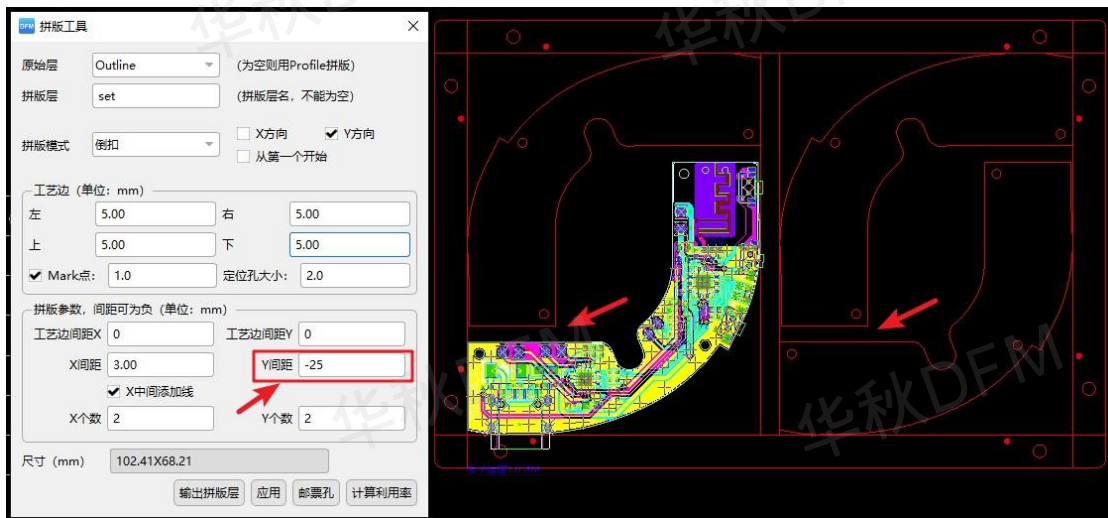 DFM 拼版工具
原始层 Outline (为空则用Profile拼版)
拼版层 set (拼版层名，不能为空)
拼版模式 倒扣 X方向 Y方向
从第一个开始
工艺边（单位：mm）
左 5.00 右 5.00
上 5.00 下 5.00
Mark点： 1.0 定位孔大小： 2.0
拼版参数，间距可为负（单位：mm）
工艺边间距X 0 工艺边间距Y 0
X间距 3.00 Y间距 -25
X中间添加线
X个数 2 Y个数 2
尺寸（mm） 102.41X68.21
输出拼版层 应用 邮票孔 计算利用率
华秋DFM
华秋DFM
华秋DFM
华秋DFM